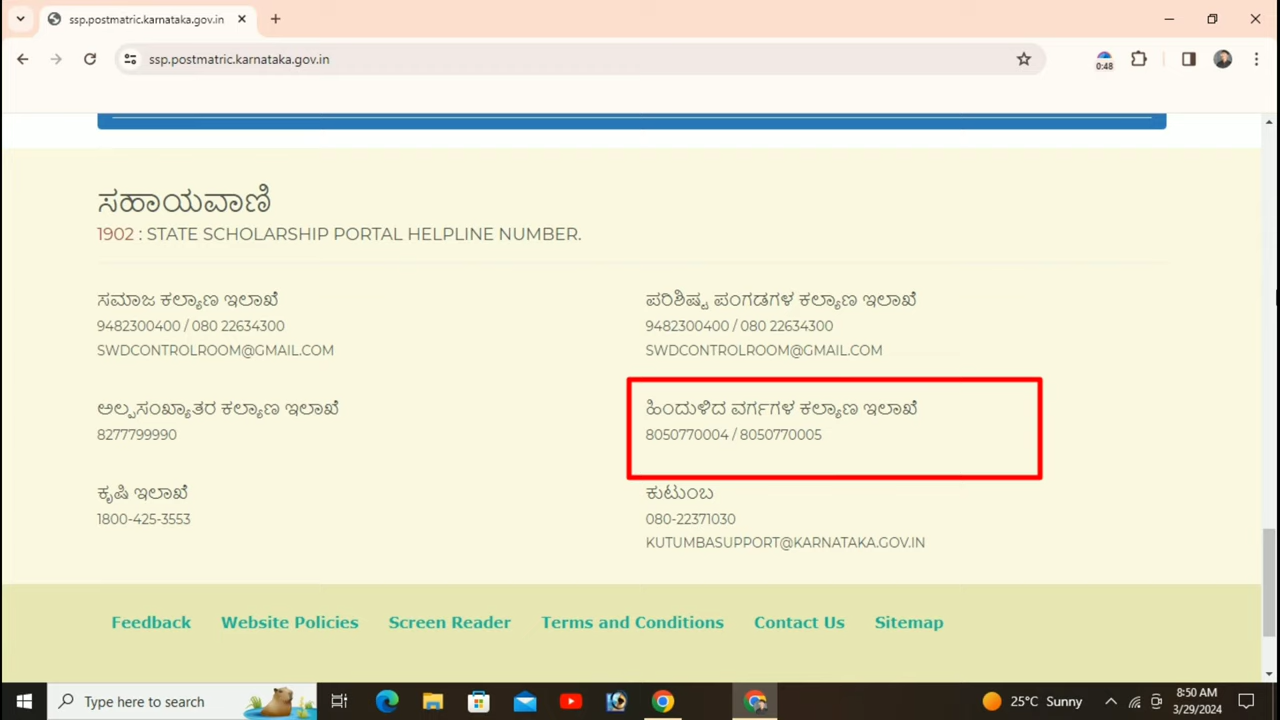 ssp.postmatric.karnataka.gov.in
ssp.postmatric.karnataka.gov.in
0:48
ಸಹಾಯವಾಣಿ
1902 : STATE SCHOLARSHIP PORTAL HELPLINE NUMBER.
ಸಮಾಜ ಕಲ್ಯಾಣ ಇಲಾಖೆ
9482300400 / 080 22634300
SWDCONTROLROOM@GMAIL.COM
ಪರಿಶಿಷ್ಟ ಪಂಗಡಗಳ ಕಲ್ಯಾಣ ಇಲಾಖೆ
9482300400 / 080 22634300
SWDCONTROLROOM@GMAIL.COM
ಅಲ್ಪಸಂಖ್ಯಾತರ ಕಲ್ಯಾಣ ಇಲಾಖೆ
8277799990
ಹಿಂದುಳಿದ ವರ್ಗಗಳ ಕಲ್ಯಾಣ ಇಲಾಖೆ
8050770004 / 8050770005
ಕೃಷಿ ಇಲಾಖೆ
1800-425-3553
ಕುಟುಂಬ
080-22371030
KUTUMBASUPPORT@KARNATAKA.GOV.IN
Feedback Website Policies Screen Reader Terms and Conditions Contact Us Sitemap
Type here to search
25°C Sunny
8:50 AM
3/29/2024